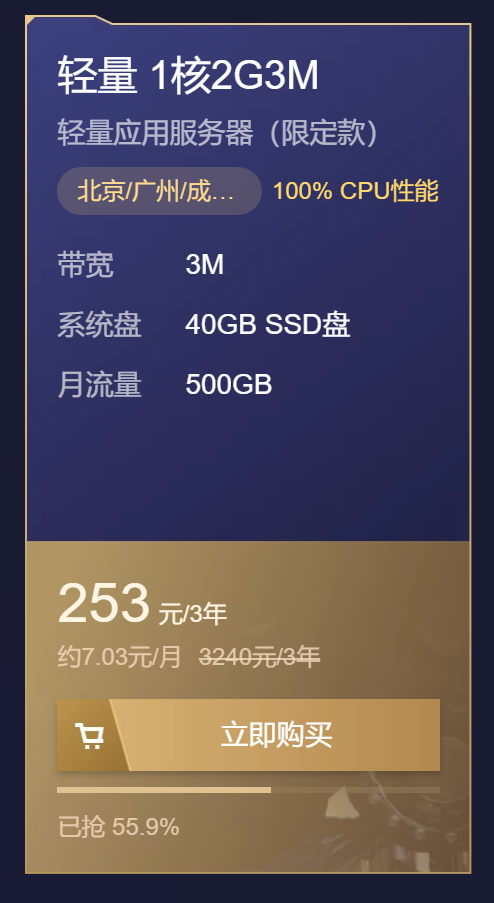 轻量 1核2G3M
轻量应用服务器（限定款）
北京/广州/成... 100% CPU性能
带宽 3M
系统盘 40GB SSD盘
月流量 500GB
253 元/3年
约7.03元/月 3240元/3年
立即购买
已抢 55.9%